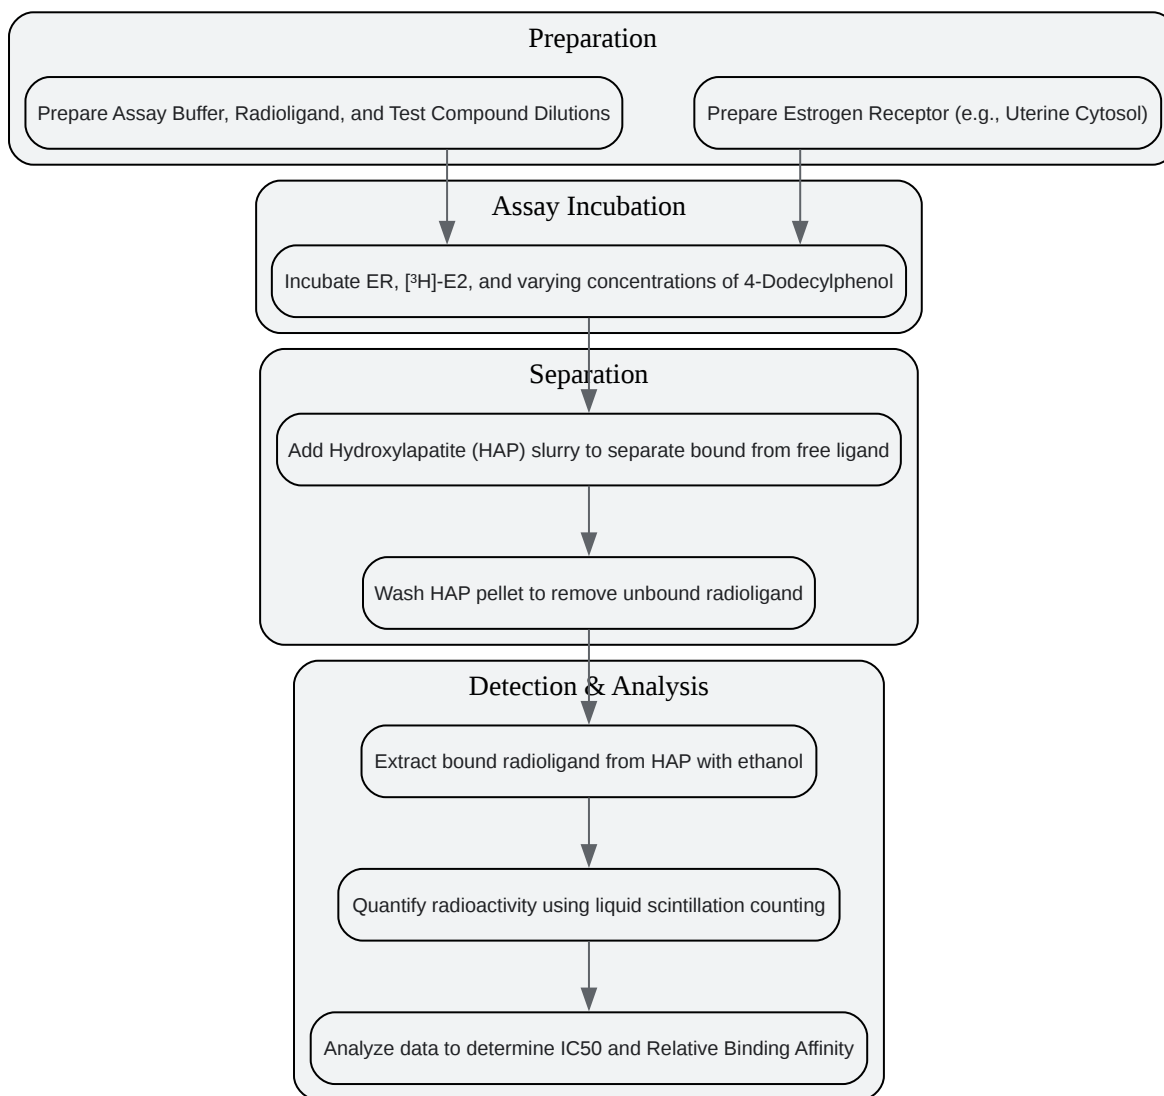 Preparation
Prepare Assay Buffer, Radioligand, and Test Compound Dilutions
Prepare Estrogen Receptor (e.g., Uterine Cytosol)
Assay Incubation
Incubate ER, [³H]-E2, and varying concentrations of 4-Dodecylphenol
Separation
Add Hydroxylapatite (HAP) slurry to separate bound from free ligand
Wash HAP pellet to remove unbound radioligand
Detection & Analysis
Extract bound radioligand from HAP with ethanol
Quantify radioactivity using liquid scintillation counting
Analyze data to determine IC50 and Relative Binding Affinity